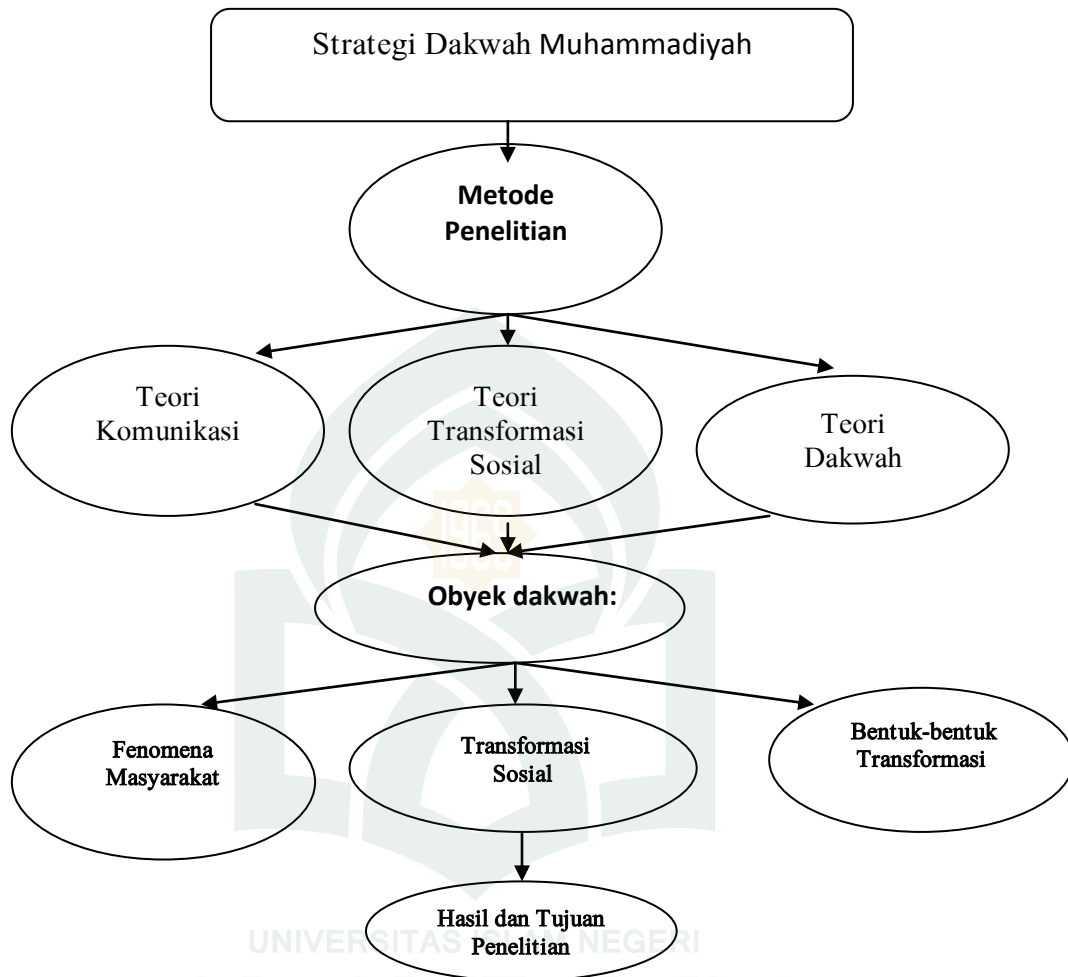 Strategi Dakwah Muhammadiyah
Metode
Penelitian
Teori
Komunikasi
Teori
Transformasi
Sosial
Teori
Dakwah
1965
Obyek dakwah:
Fenomena
Masyarakat
Transformasi
Sosial
Bentuk-bentuk
Transformasi
Hasil dan Tujuan
Penelitian
UNIVERSITAS ISLAM NEGERI